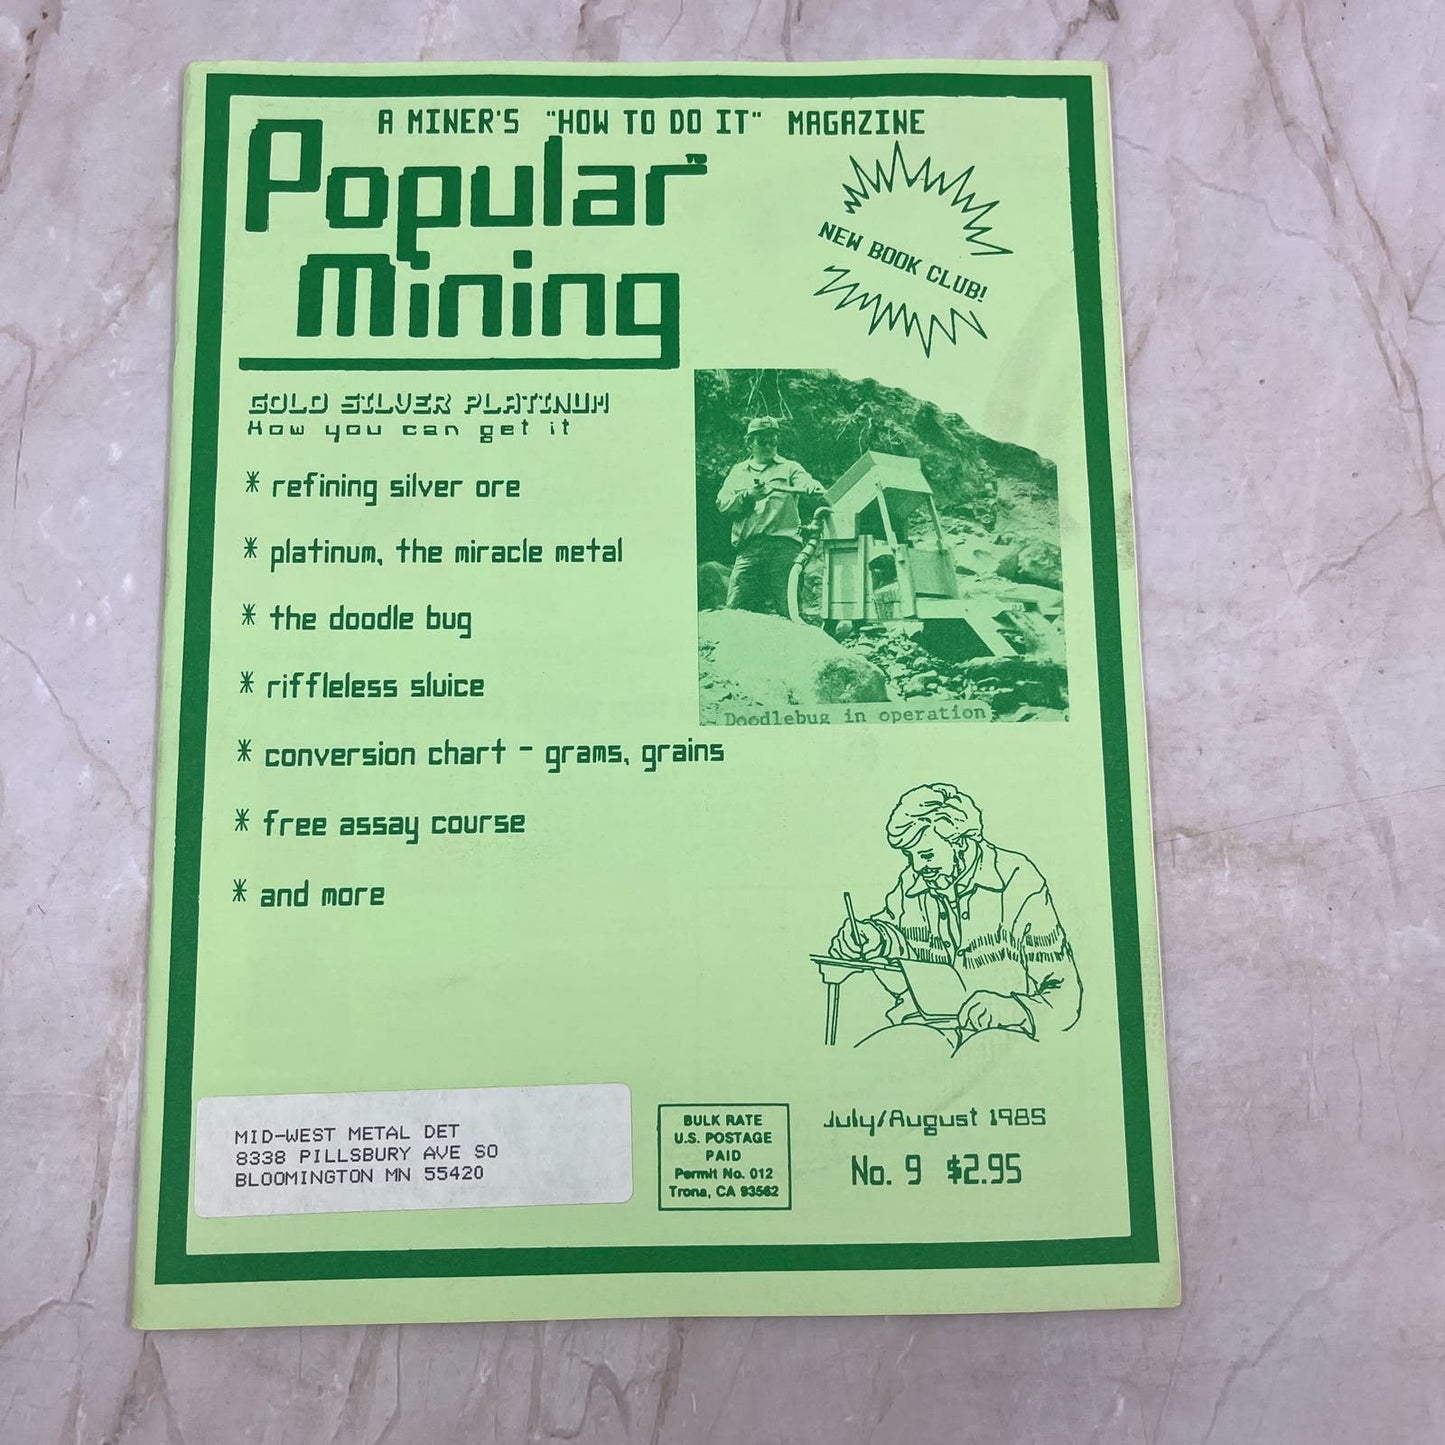 A MINER'S "HOW TO DO IT" MAGAZINE
Popular™
Mining
NEW BOOK CLUB!
GOLD SILVER PLATINUM
How you can get it
* refining silver ore
* platinum, the miracle metal
* the doodle bug
* riffleless sluice
* conversion chart - grams, grains
* free assay course
* and more
Doodlebug in operation
MID-WEST METAL DET
8338 PILLSBURY AVE SO
BLOOMINGTON MN 55420
BULK RATE
U.S. POSTAGE
PAID
Permit No. 012
Trona, CA 93562
July/August 1985
No. 9 $2.95